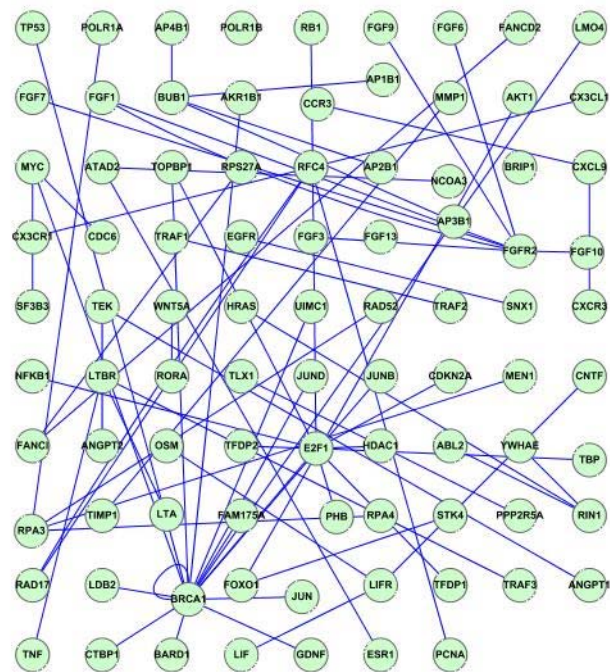 TP53 POLR1A AP4B1 POLR1B RB1 FGF9 FGF6 FANCD2 LMO4
AP1B1
FGF7 FGF1 BUB1 AKR1B1 CCR3 MMP1 AKT1 CX3CL1
MYC ATAD2 TOPBP1 RPS27A RFC4 AP2B1 NCOA3 BRIP1 CXCL9
AP3B1
CX3CR1 CDC6 TRAF1 EGFR FGF3 FGF13 FGFR2 FGF10
SF3B3 TEK WNT5A HRAS UIMC1 RAD52 TRAF2 SNX1 CXCR3
NFKB1 LTBR RORA TLX1 JUND JUNB CDKN2A MEN1 CNTF
FANCI ANGPT2 OSM TFDP2 E2F1 HDAC1 ABL2 YWHAE TBP
RPA3 TIMP1 LTA FAM175A PHB RPA4 STK4 PPP2R5A RIN1
RAD17 LDB2 BRCA1 FOXO1 JUN LIFR TFDP1 TRAF3 ANGPT1
TNF CTBP1 BARD1 LIF GDNF ESR1 PCNA